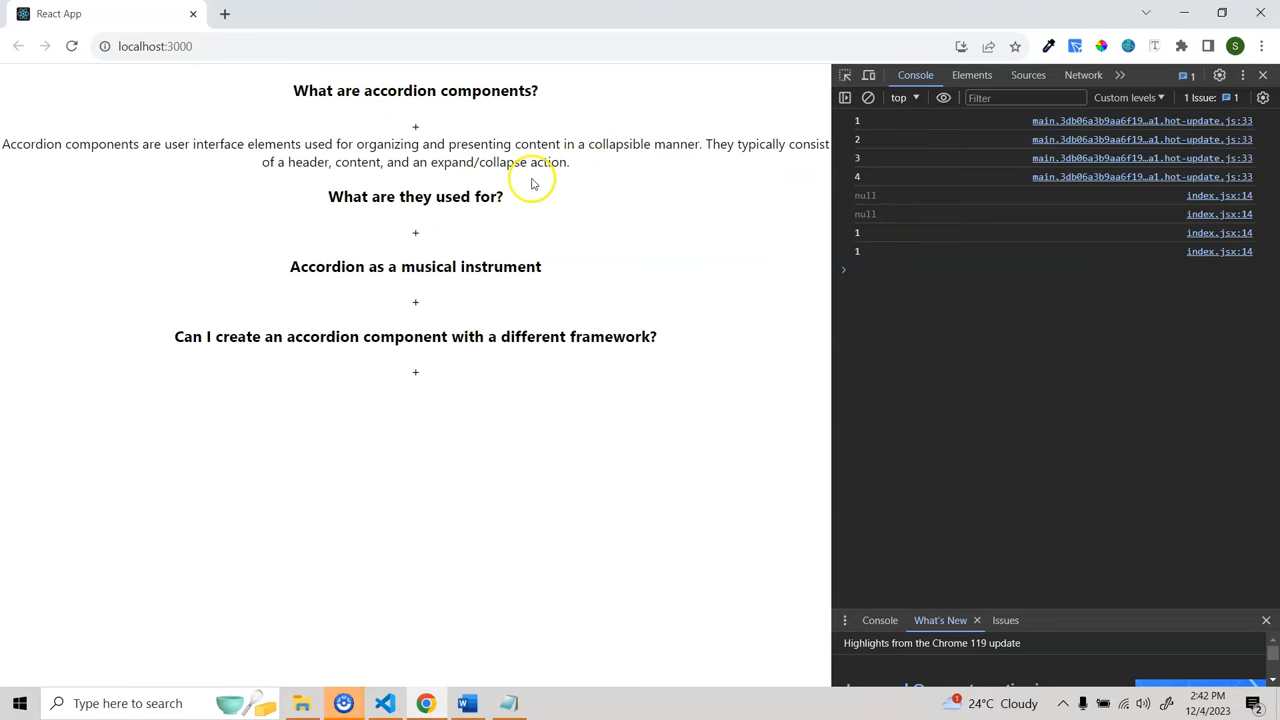 React App
localhost:3000
S
What are accordion components?
+
Accordion components are user interface elements used for organizing and presenting content in a collapsible manner. They typically consist
of a header, content, and an expand/collapse action.
What are they used for?
+
Accordion as a musical instrument
+
Can I create an accordion component with a different framework?
+
Console Elements Sources Network 1
top Filter Custom levels 1 Issue: 1
1 main.3db06a3b9aa6f19…a1.hot-update.js:33
2 main.3db06a3b9aa6f19…a1.hot-update.js:33
3 main.3db06a3b9aa6f19…a1.hot-update.js:33
4 main.3db06a3b9aa6f19…a1.hot-update.js:33
null index.jsx:14
null index.jsx:14
1 index.jsx:14
1 index.jsx:14
Console What's New Issues
Highlights from the Chrome 119 update
Type here to search
24°C Cloudy
2:42 PM
12/4/2023
2